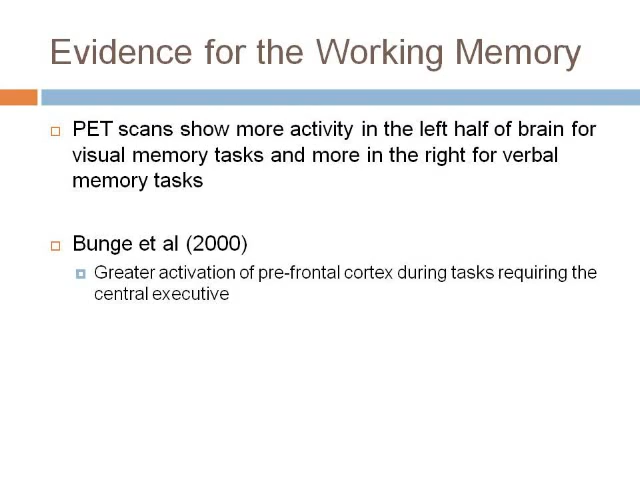 Evidence for the Working Memory
PET scans show more activity in the left half of brain for
visual memory tasks and more in the right for verbal
memory tasks
Bunge et al (2000)
Greater activation of pre-frontal cortex during tasks requiring the
central executive